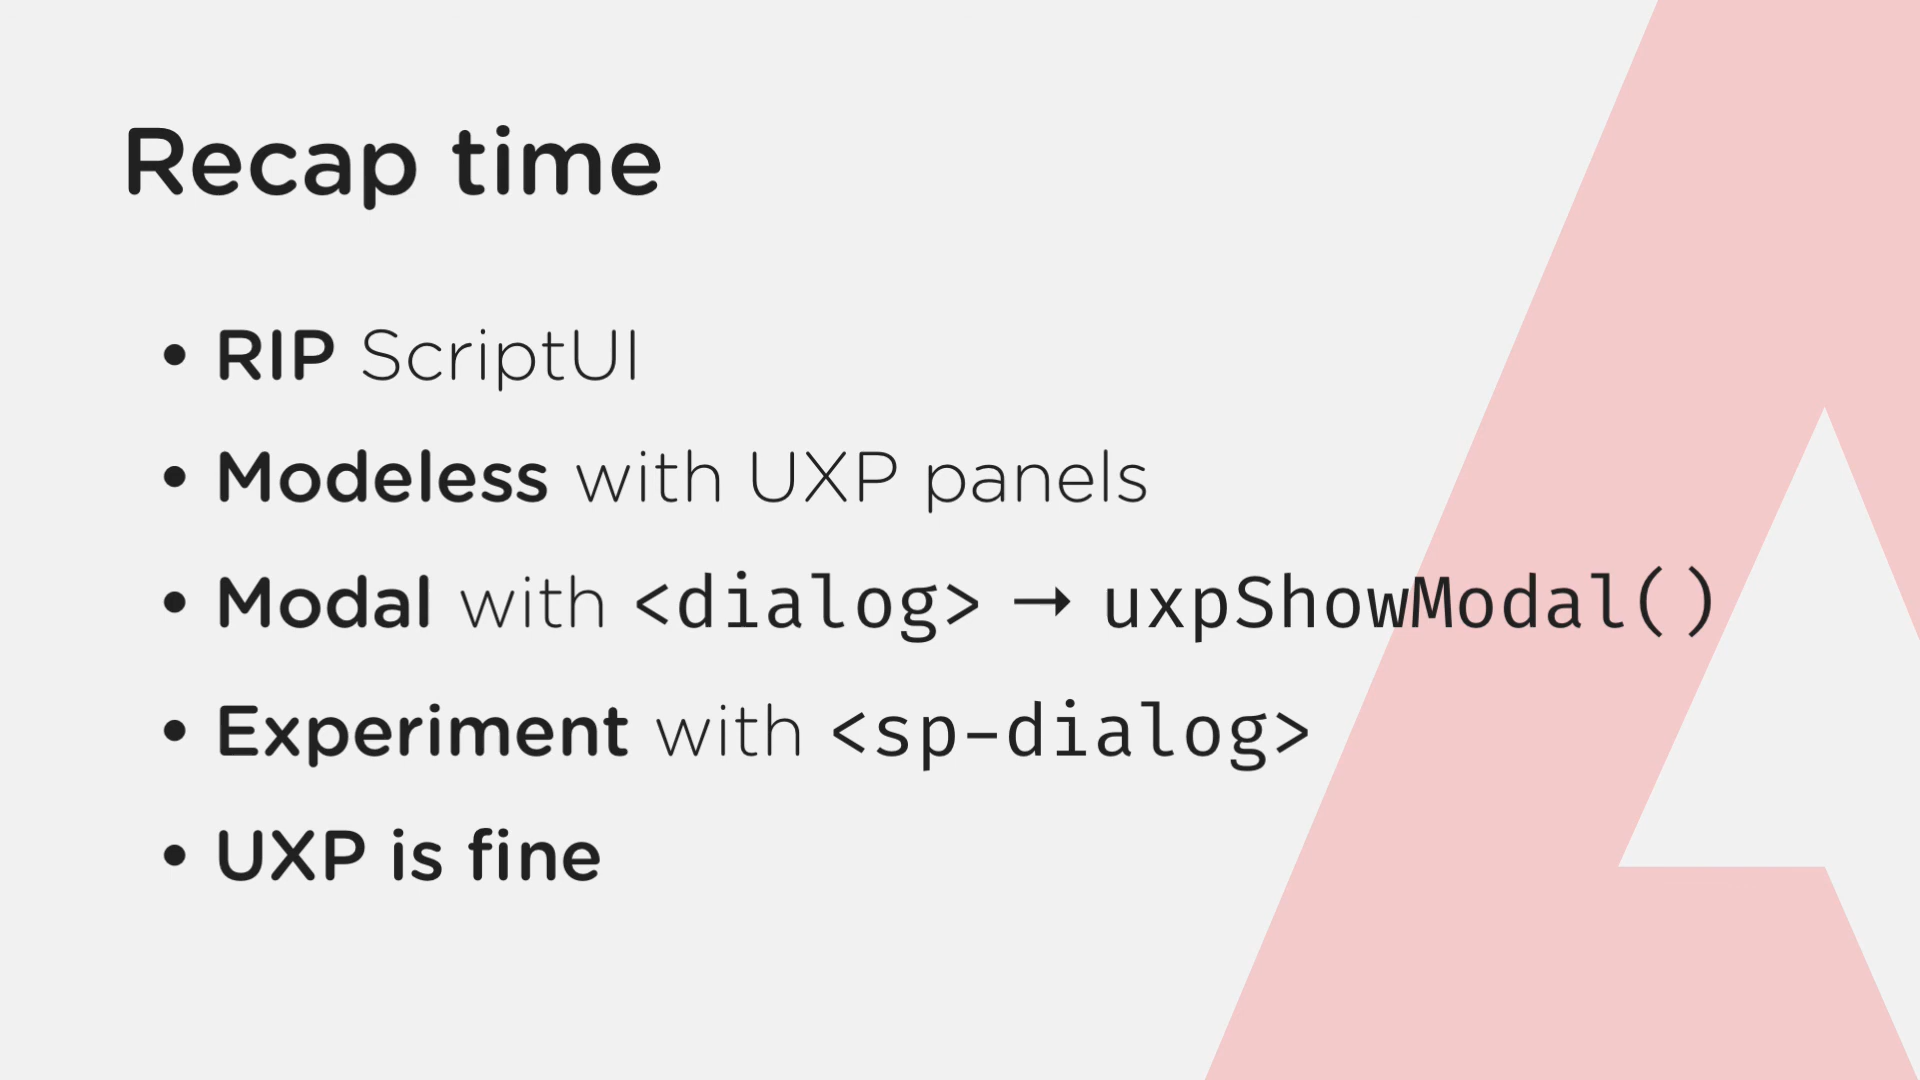 Recap time
• RIP ScriptUI
• Modeless with UXP panels
• Modal with <dialog> → uxpShowModal()
• Experiment with <sp-dialog>
• UXP is fine